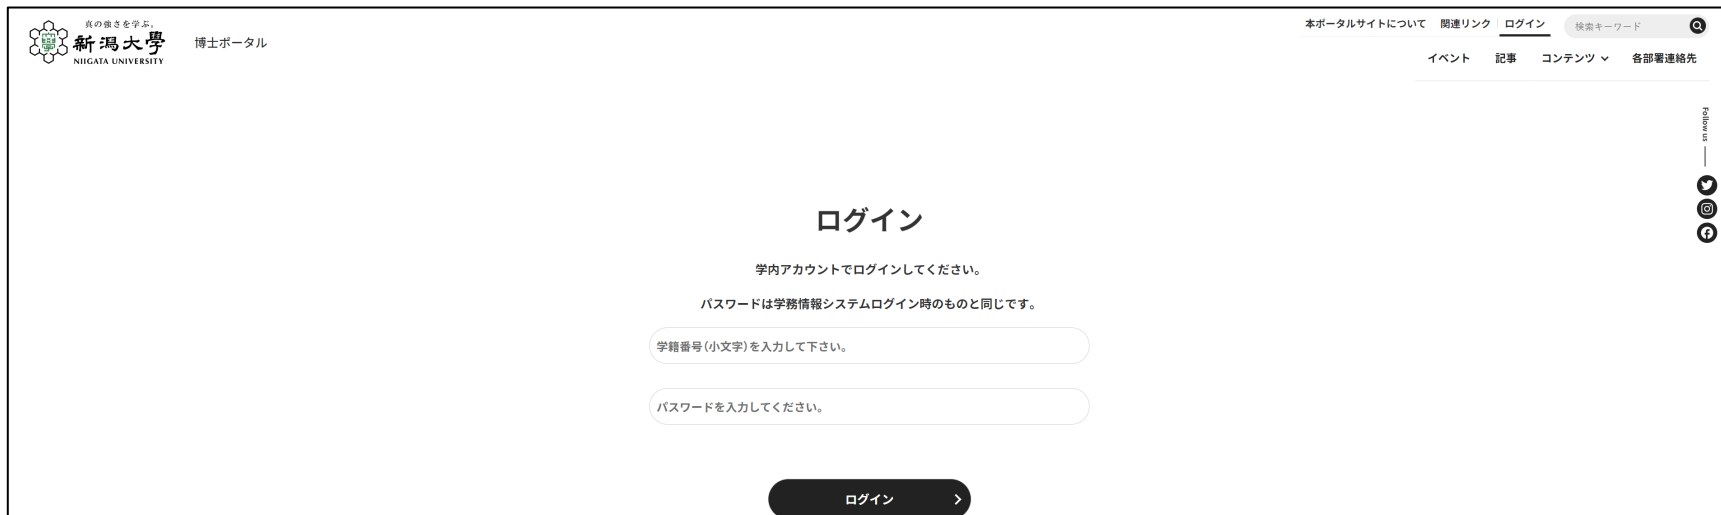 真の強さを学ぶ。
新潟大學
NIIGATA UNIVERSITY
博士ポータル
本ポータルサイトについて
関連リンク
ログイン
検索キーワード
イベント
記事
コンテンツ
各部署連絡先
Follow us
ログイン
学内アカウントでログインしてください。
パスワードは学務情報システムログイン時のものと同じです。
学籍番号(小文字)を入力して下さい。
パスワードを入力してください。
ログイン